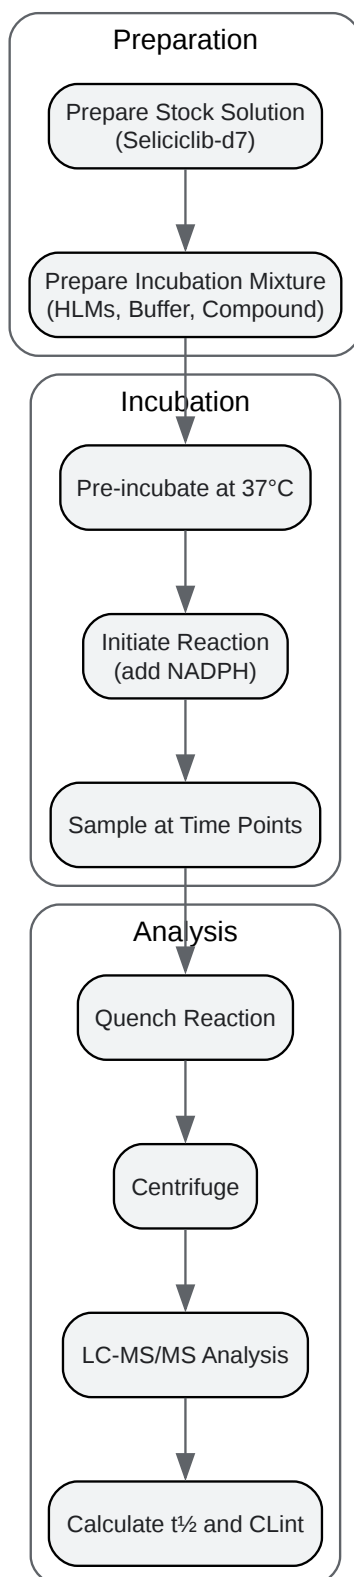 Preparation
Prepare Stock Solution
(Seliciclib-d7)
Prepare Incubation Mixture
(HLMs, Buffer, Compound)
Incubation
Pre-incubate at 37°C
Initiate Reaction
(add NADPH)
Sample at Time Points
Analysis
Quench Reaction
Centrifuge
LC-MS/MS Analysis
Calculate t½ and CLint